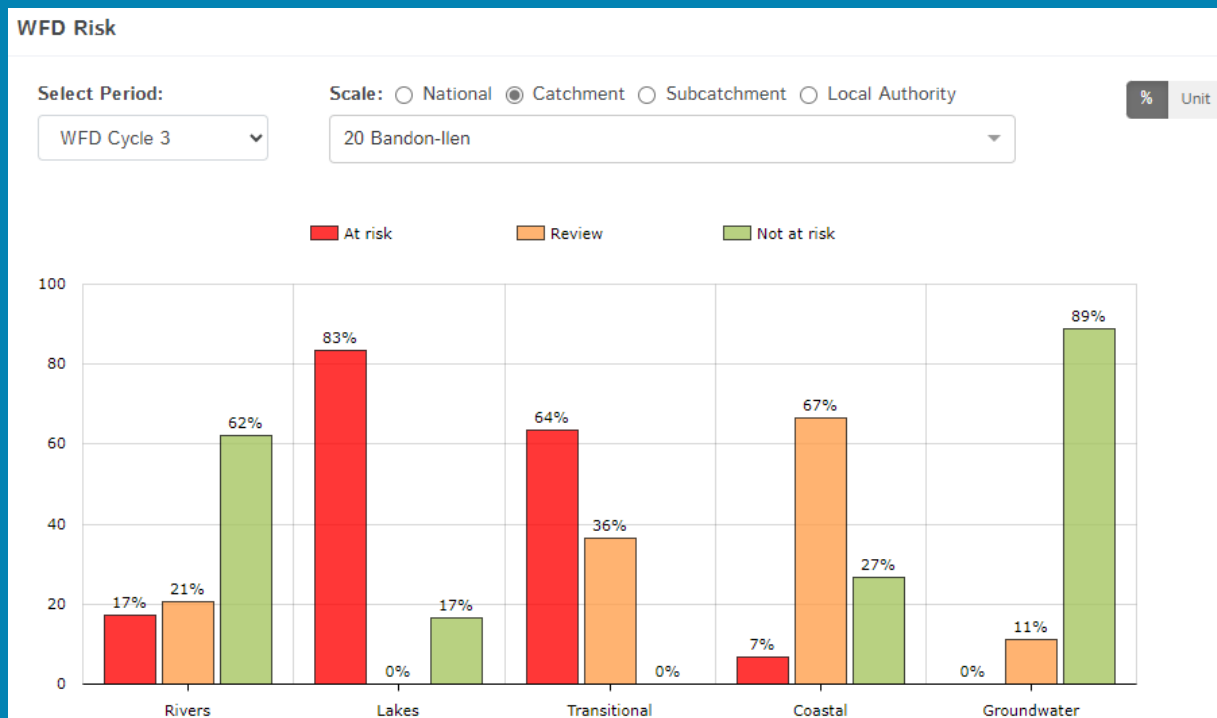 WFD Risk
Select Period:
Scale: National Catchment Subcatchment Local Authority
% Unit
WFD Cycle 3
20 Bandon-Ilen
At risk Review Not at risk
100
80
60
40
20
0
17% 21% 62%
83% 0% 17%
64% 36% 0%
7% 67% 27%
0% 11% 89%
Rivers Lakes Transitional Coastal Groundwater